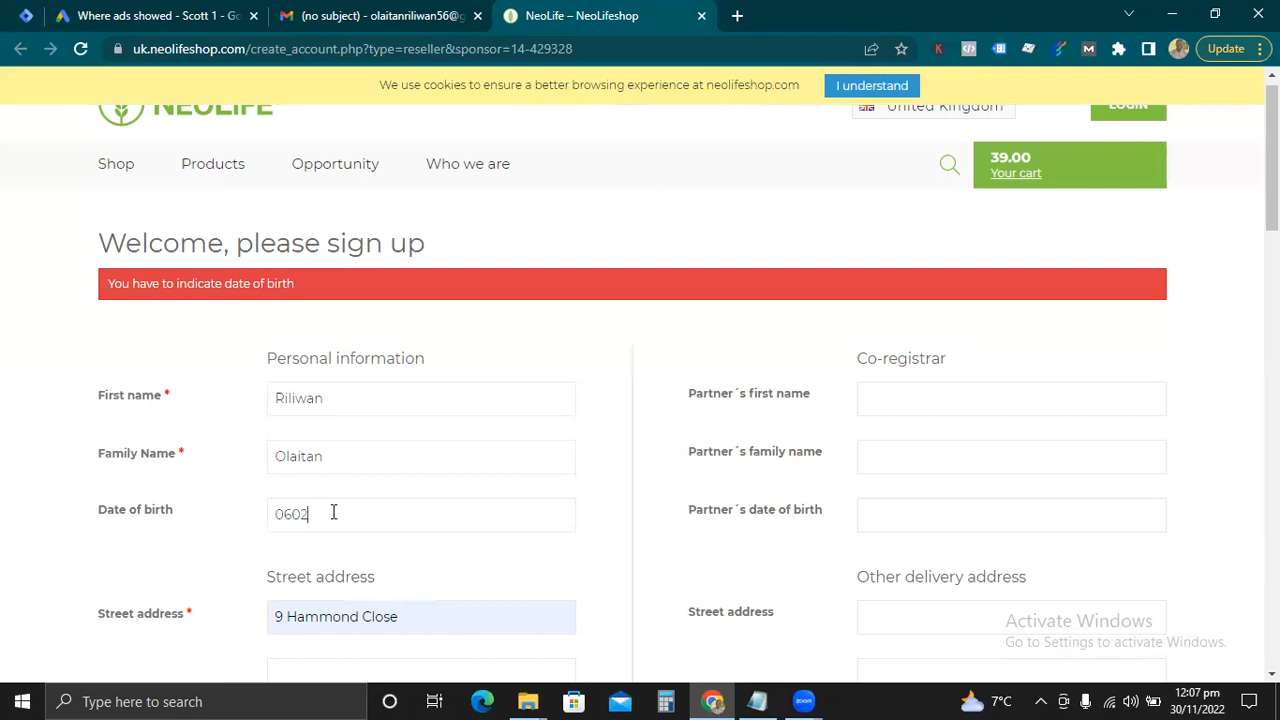 Where ads showed - Scott 1 - Go
(no subject) - olaitanriliwan56@g
NeoLife – NeoLifeshop
uk.neolifeshop.com/create_account.php?type=reseller&sponsor=14-429328
Update
We use cookies to ensure a better browsing experience at neolifeshop.com
I understand
NEOLIFE
United Kingdom
LOGIN
Shop
Products
Opportunity
Who we are
39.00
Your cart
Welcome, please sign up
You have to indicate date of birth
Personal information
Co-registrar
First name *
Riliwan
Partner´s first name
Family Name *
Olaitan
Partner´s family name
Date of birth
0602
Partner´s date of birth
Street address
Other delivery address
Street address *
9 Hammond Close
Street address
Activate Windows
Go to Settings to activate Windows.
Type here to search
7°C
12:07 pm
30/11/2022